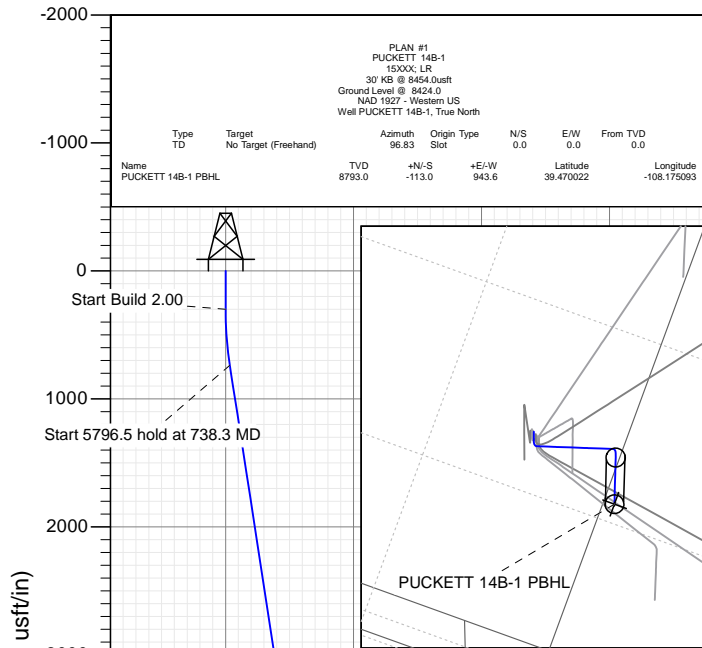 -2000
PLAN #1
PUCKETT 14B-1
15XXX; LR
30' KB @ 8454.0usft
Ground Level @ 8424.0
NAD 1927 - Western US
Well PUCKETT 14B-1, True North
-1000
Type Target Azimuth Origin Type N/S E/W From TVD
TD No Target (Freehand) 96.83 Slot 0.0 0.0 0.0
Name TVD +N/-S +E/-W Latitude Longitude
PUCKETT 14B-1 PBHL 8793.0 -113.0 943.6 39.470022 -108.175093
0
Start Build 2.00
1000
Start 5796.5 hold at 738.3 MD
2000
PUCKETT 14B-1 PBHL
usft/in)